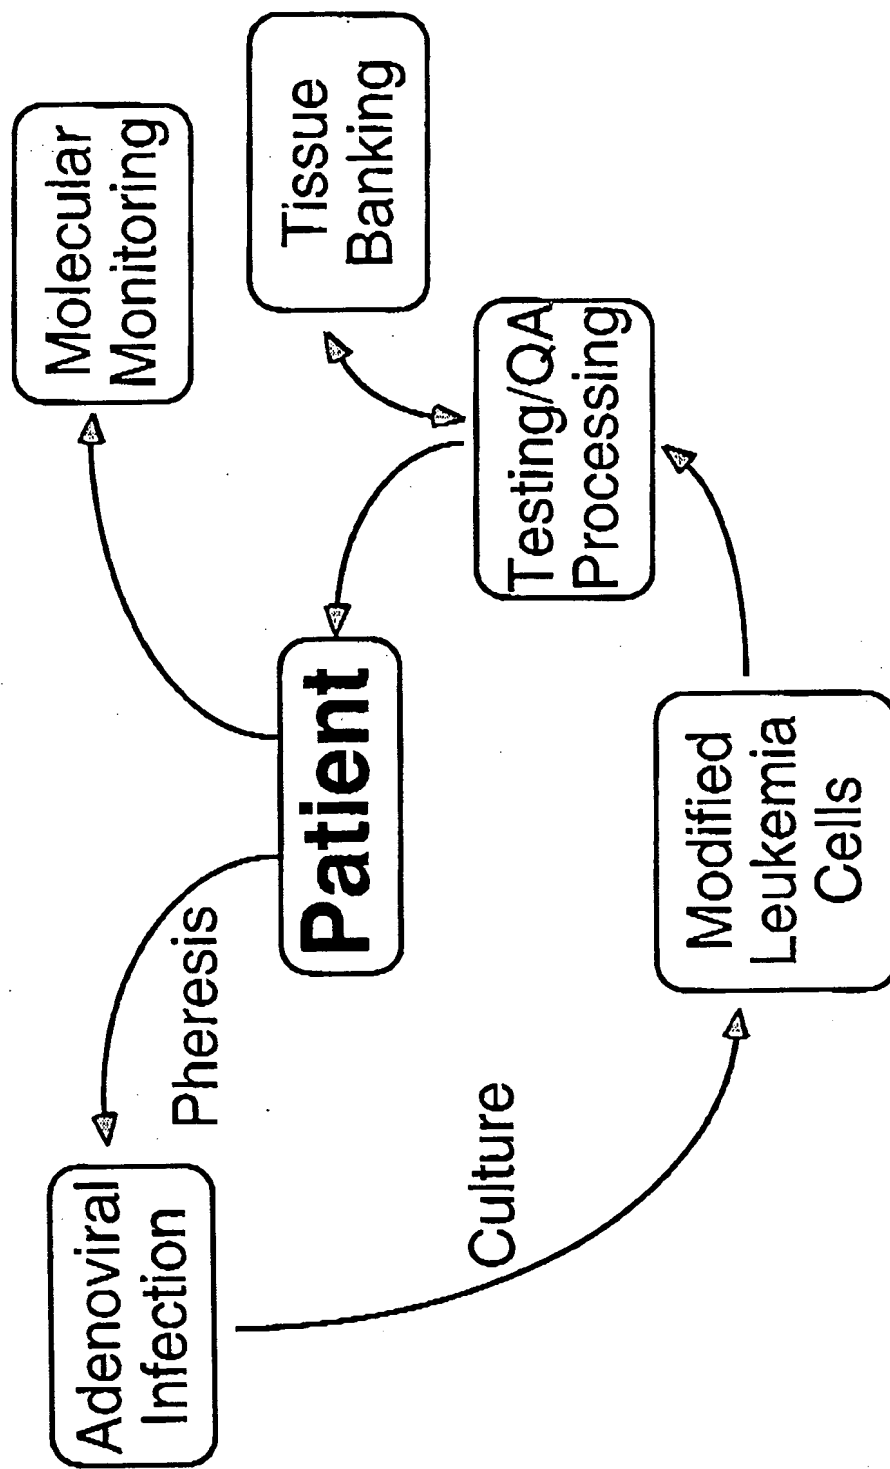 Adenoviral
Infection
Pheresis
Molecular
Monitoring
Patient
Tissue
Banking
Culture
Testing/QA
Processing
Modified
Leukemia
Cells